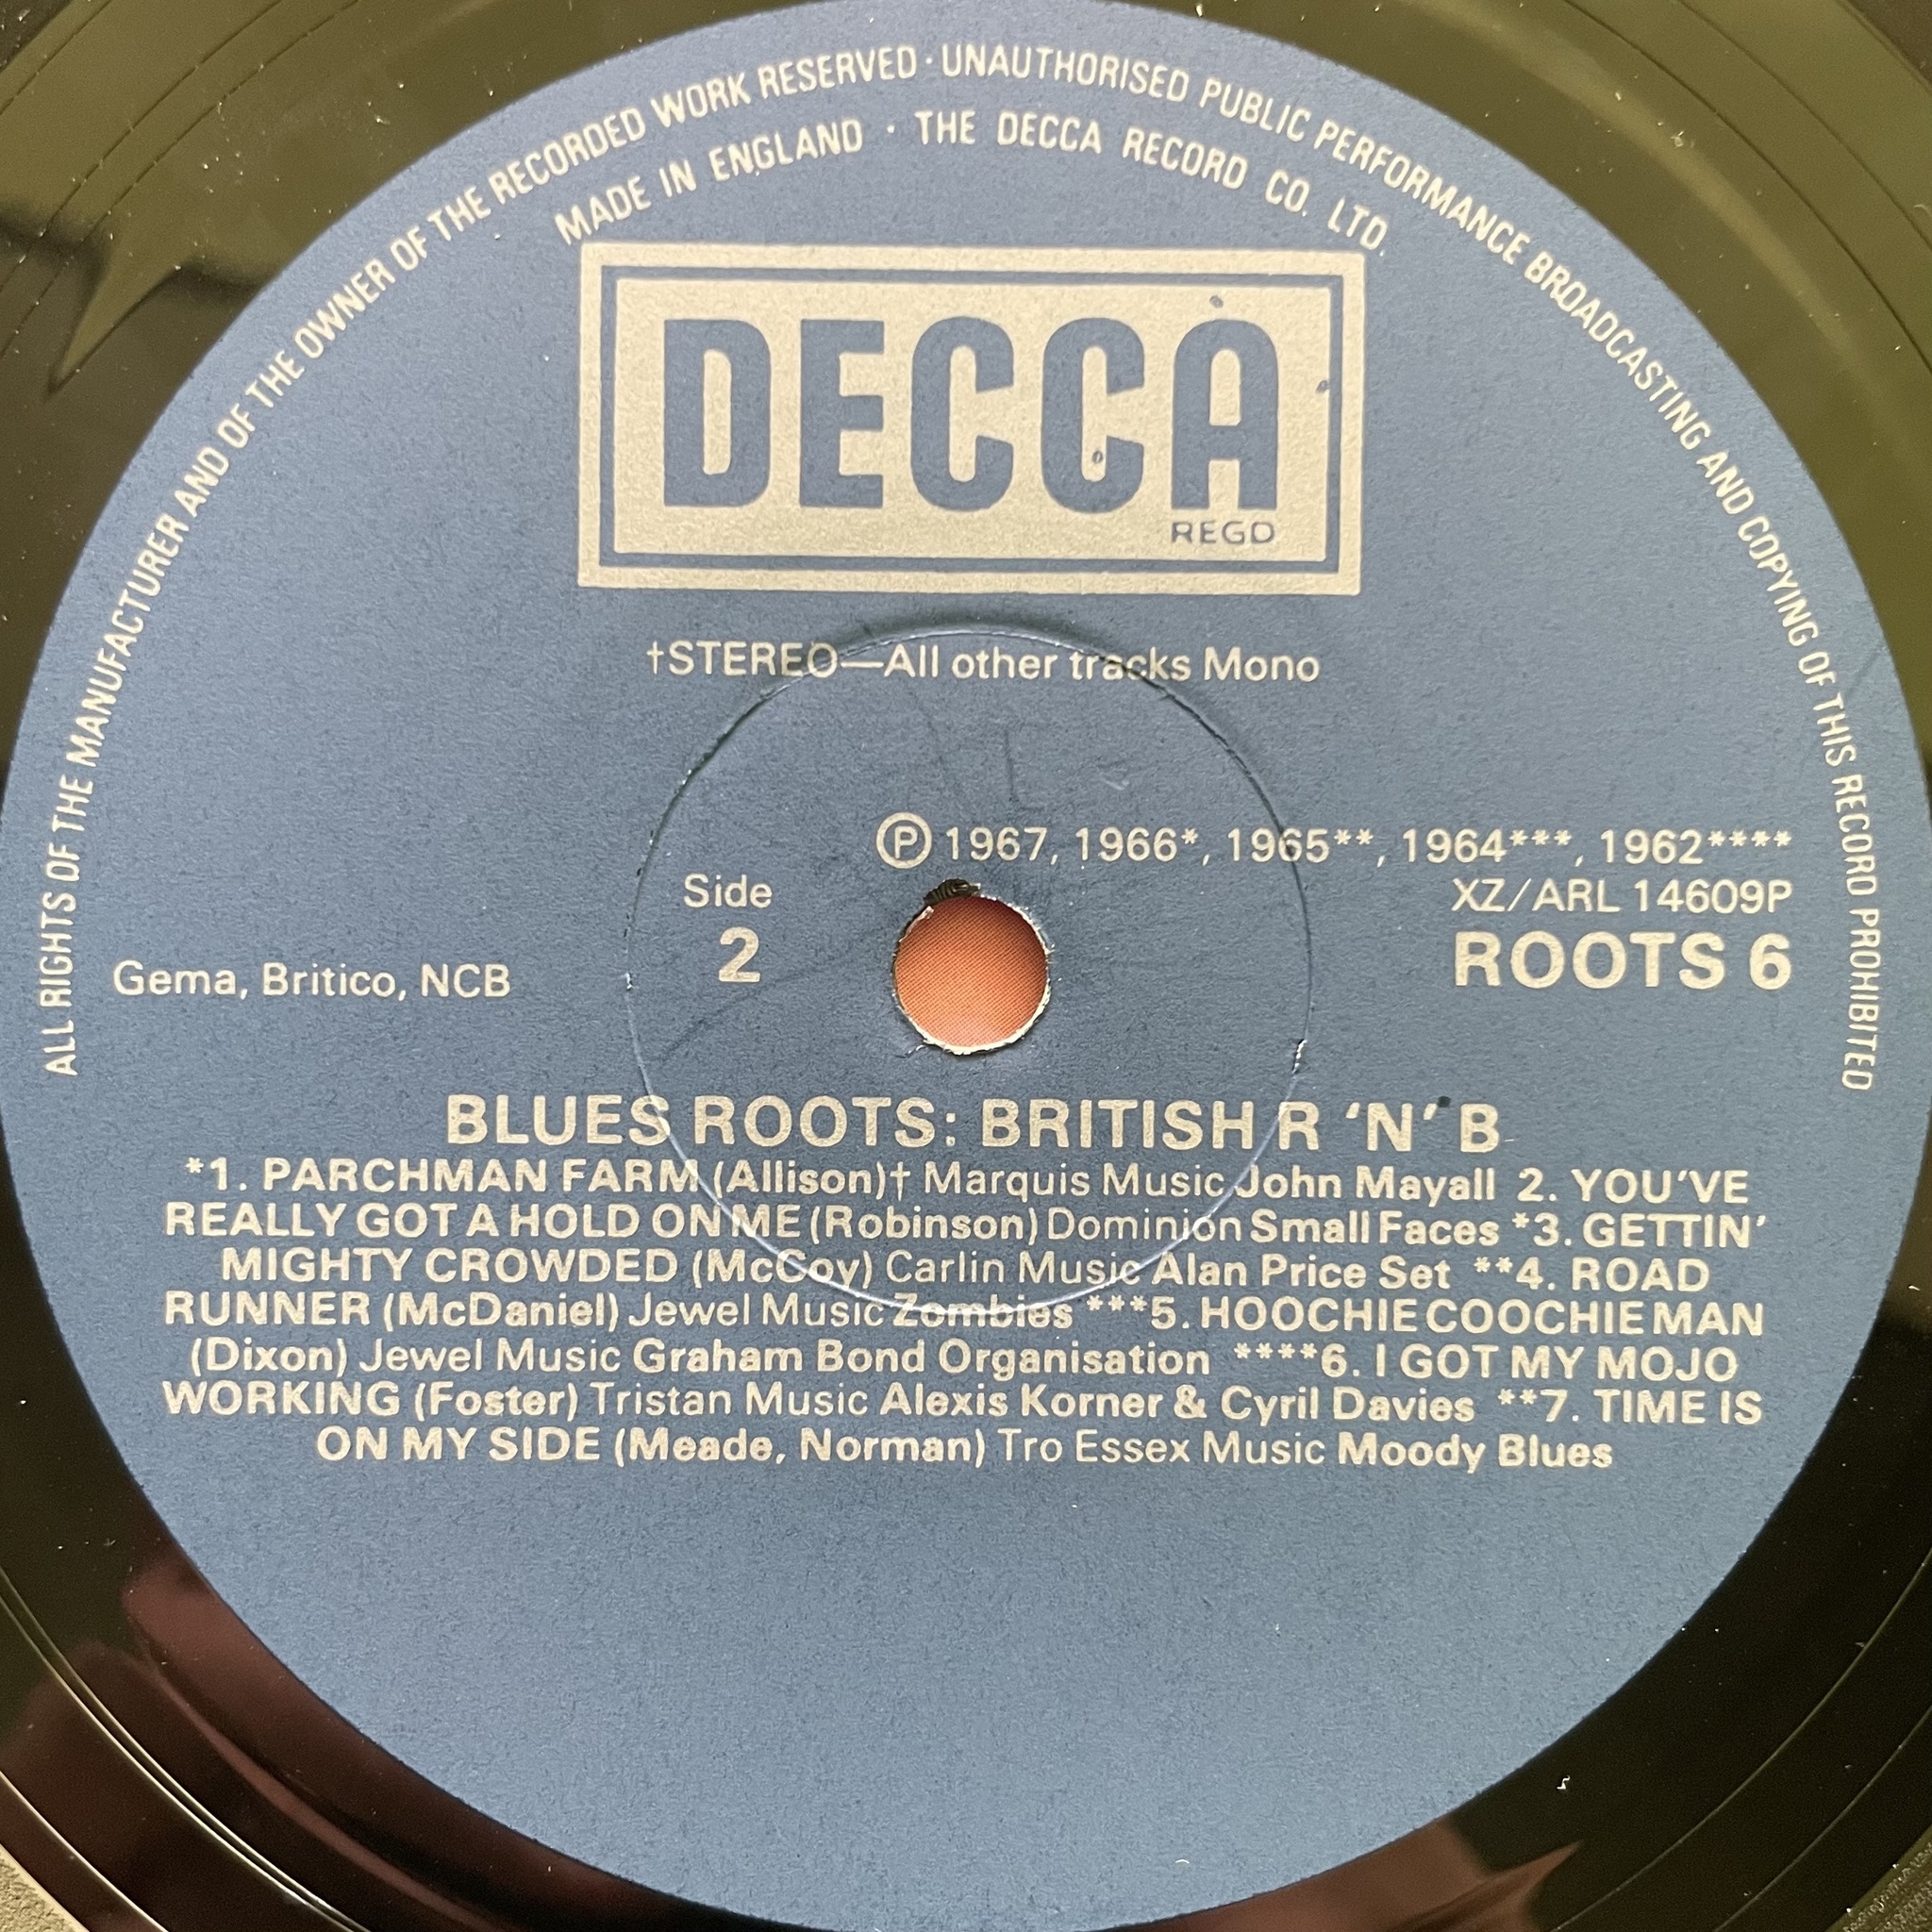 ALL RIGHTS OF THE MANUFACTURER AND OF THE OWNER OF THE RECORDED WORK RESERVED · UNAUTHORISED PUBLIC PERFORMANCE BROADCASTING AND COPYING OF THIS RECORD PROHIBITED
MADE IN ENGLAND · THE DECCA RECORD CO. LTD.
DECCA
REGD
†STEREO—All other tracks Mono
℗ 1967, 1966*, 1965**, 1964***, 1962****
Side
XZ/ARL 14609P
2
ROOTS 6
Gema, Britico, NCB
BLUES ROOTS: BRITISH R ‘N’ B
*1. PARCHMAN FARM (Allison)† Marquis Music John Mayall 2. YOU’VE
REALLY GOT A HOLD ON ME (Robinson) Dominion Small Faces *3. GETTIN’
MIGHTY CROWDED (McCoy) Carlin Music Alan Price Set **4. ROAD
RUNNER (McDaniel) Jewel Music Zombies ***5. HOOCHIE COOCHIE MAN
(Dixon) Jewel Music Graham Bond Organisation ****6. I GOT MY MOJO
WORKING (Foster) Tristan Music Alexis Korner & Cyril Davies **7. TIME IS
ON MY SIDE (Meade, Norman) Tro Essex Music Moody Blues